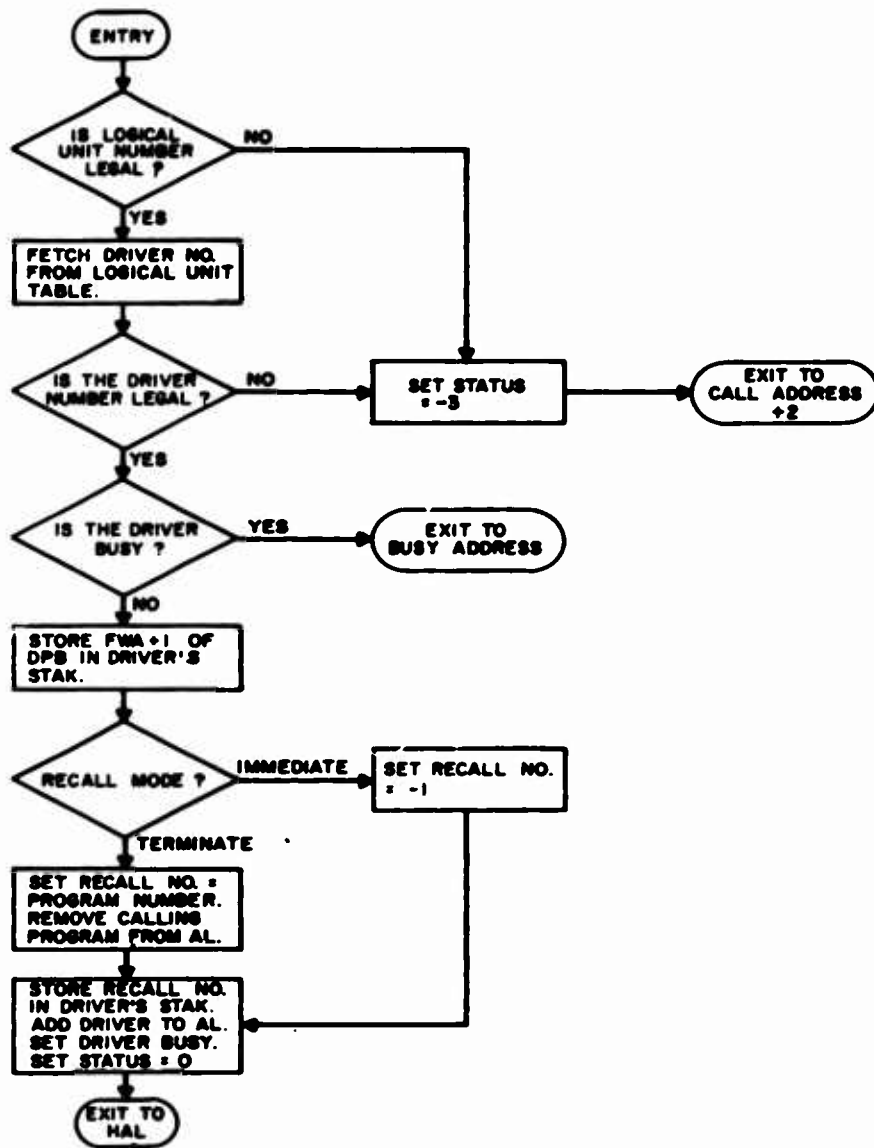 ENTRY
IS LOGICAL
UNIT NUMBER
LEGAL ?
NO
YES
FETCH DRIVER NO.
FROM LOGICAL UNIT
TABLE.
IS THE DRIVER
NUMBER LEGAL ?
NO
SET STATUS
= -3
EXIT TO
CALL ADDRESS
+2
YES
IS THE DRIVER
BUSY ?
YES
EXIT TO
BUSY ADDRESS
NO
STORE FWA+1 OF
DPB IN DRIVER'S
STAK.
RECALL MODE ?
IMMEDIATE
SET RECALL NO.
= -1
TERMINATE
SET RECALL NO. =
PROGRAM NUMBER.
REMOVE CALLING
PROGRAM FROM AL.
STORE RECALL NO.
IN DRIVER'S STAK.
ADD DRIVER TO AL.
SET DRIVER BUSY.
SET STATUS = 0
EXIT TO
HAL